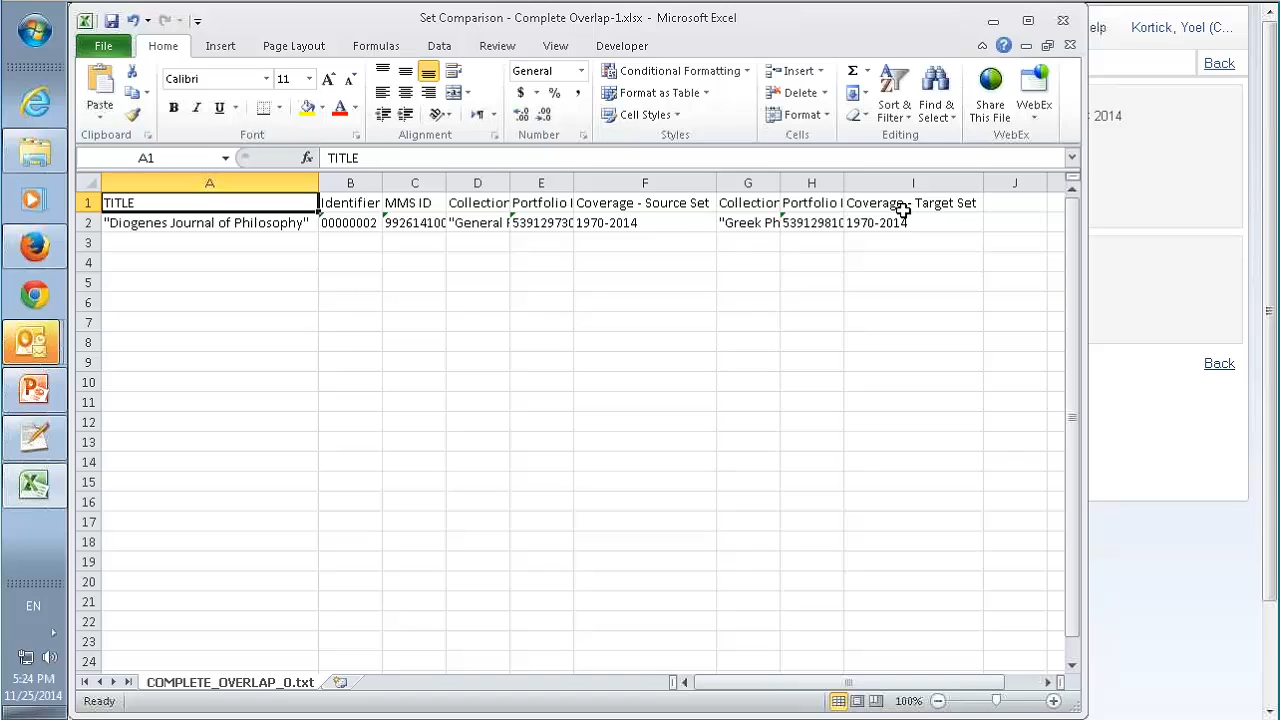 Set Comparison - Complete Overlap-1.xlsx - Microsoft Excel
elp
Kortick, Yoel (C...
File
Home
Insert
Page Layout
Formulas
Data
Review
View
Developer
Back
Paste
Clipboard
Calibri
11
B I U
A
Font
Alignment
General
$ % ,
Number
Conditional Formatting
Format as Table
Cell Styles
Styles
Insert
Delete
Format
Cells
Sort & Filter
Find & Select
Editing
Share This File
WebEx
WebEx
2014
A1
fx
TITLE
A B C D E F G H I J
1 TITLE Identifier MMS ID Collection Portfolio I Coverage - Source Set Collection Portfolio I Coverage - Target Set
2 "Diogenes Journal of Philosophy" 00000002 992614100 "General 539129730 1970-2014 "Greek Ph 539129810 1970-2014
3
4
5
6
7
8
9
10
11
12
13
14
15
16
17
18
19
20
21
22
23
24
Back
EN
5:24 PM
11/25/2014
COMPLETE_OVERLAP_0.txt
Ready
100%